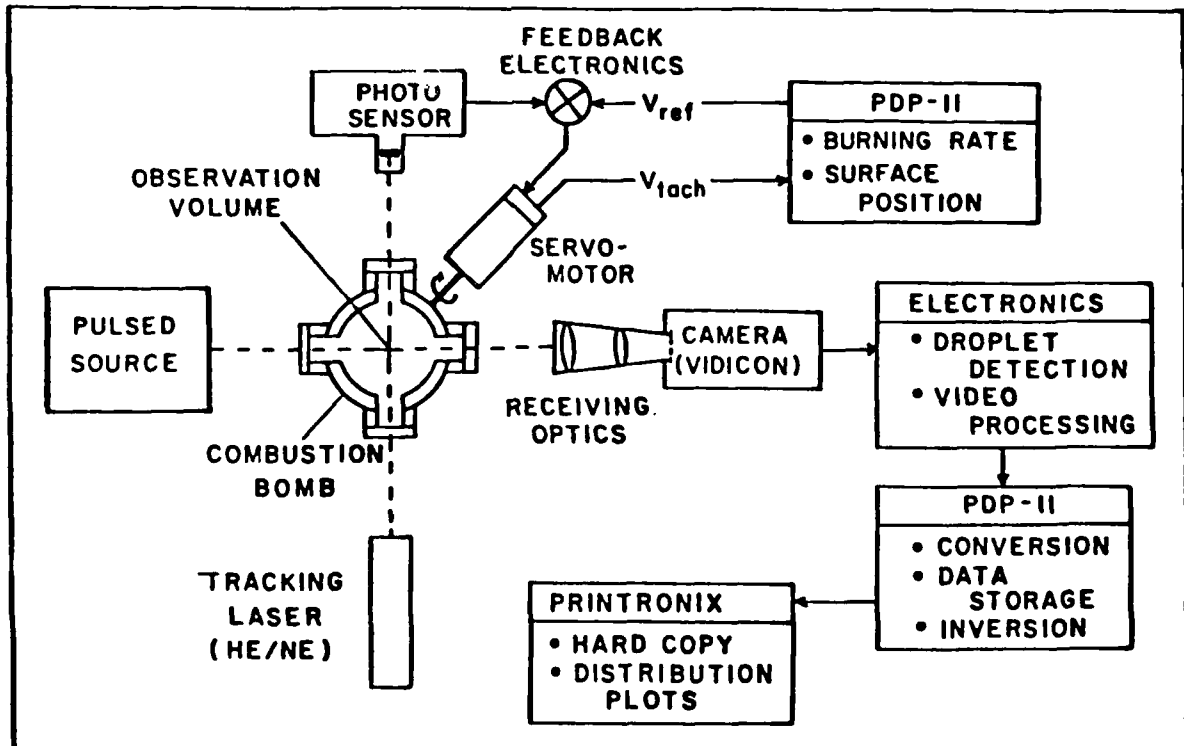 FEEDBACK
ELECTRONICS
PHOTO
SENSOR
V_ref
PDP-11
• BURNING RATE
• SURFACE
POSITION
V_tach
OBSERVATION
VOLUME
SERVO-
MOTOR
PULSED
SOURCE
COMBUSTION
BOMB
RECEIVING
OPTICS
CAMERA
(VIDICON)
ELECTRONICS
• DROPLET
DETECTION
• VIDEO
PROCESSING
PDP-11
• CONVERSION
• DATA
STORAGE
• INVERSION
TRACKING
LASER
(HE/NE)
PRINTRONIX
• HARD COPY
• DISTRIBUTION
PLOTS